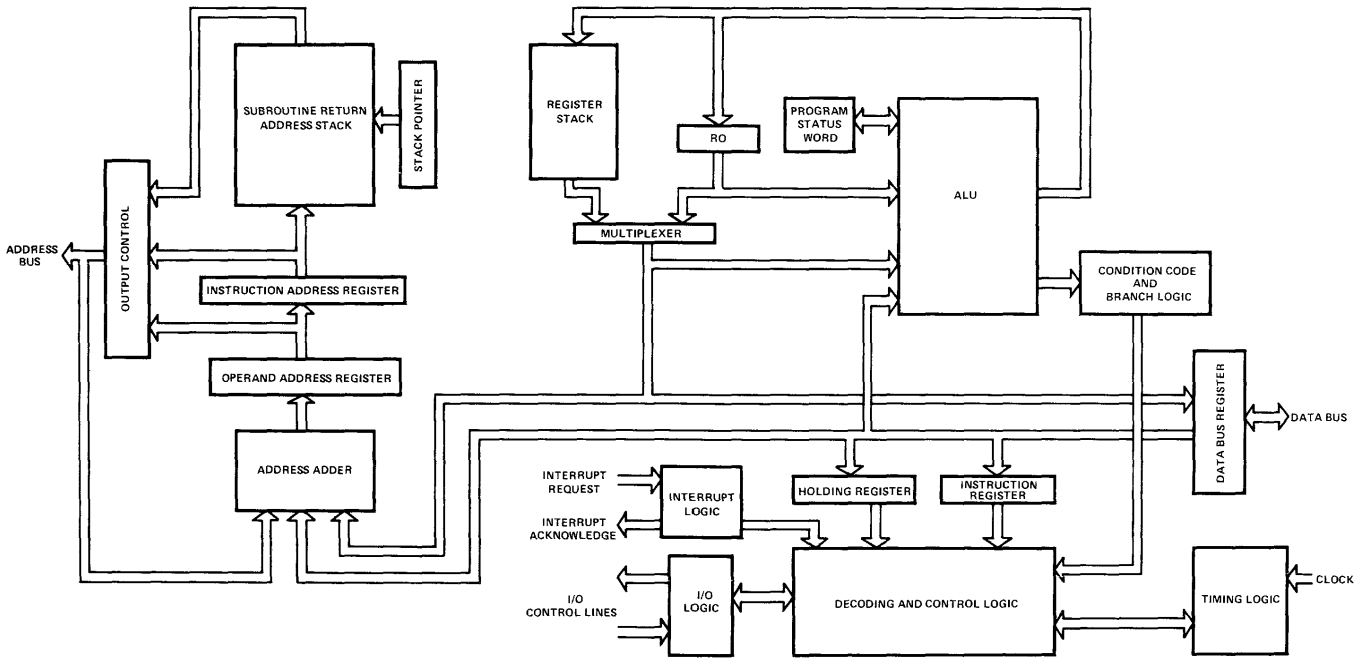 SUBROUTINE RETURN
ADDRESS STACK
STACK POINTER
REGISTER
STACK
RO
PROGRAM
STATUS
WORD
ALU
OUTPUT CONTROL
ADDRESS
BUS
INSTRUCTION ADDRESS REGISTER
OPERAND ADDRESS REGISTER
ADDRESS ADDER
MULTIPLEXER
CONDITION CODE
AND
BRANCH LOGIC
DATA BUS REGISTER
DATA BUS
INTERRUPT
REQUEST
INTERRUPT
ACKNOWLEDGE
INTERRUPT
LOGIC
HOLDING REGISTER
INSTRUCTION
REGISTER
I/O
CONTROL LINES
I/O
LOGIC
DECODING AND CONTROL LOGIC
TIMING LOGIC
CLOCK